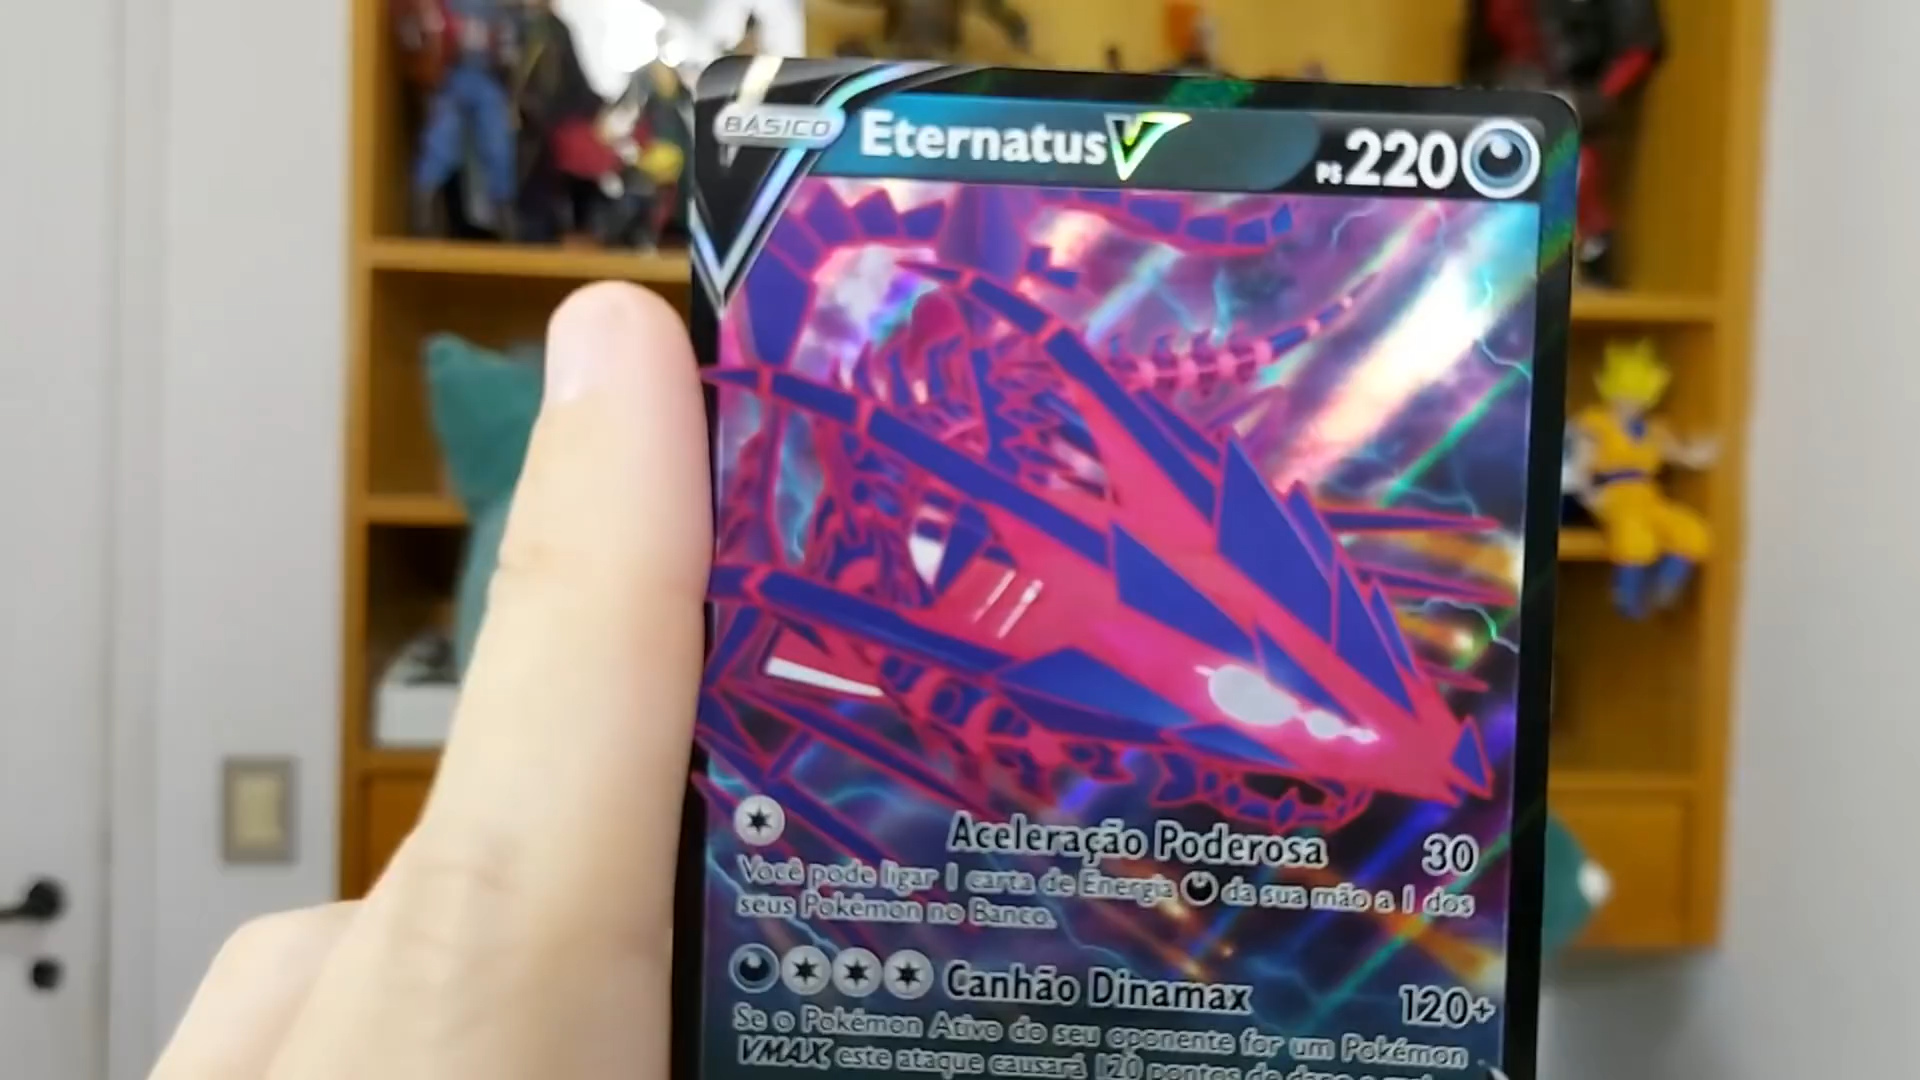 BÁSICO
Eternatus V
PS 220
Aceleração Poderosa 30
Você pode ligar 1 carta de Energia da sua mão a 1 dos
seus Pokémon no Banco.
Canhão Dinamax 120+
Se o Pokémon Ativo do seu oponente for um Pokémon
VMAX, este ataque causará 120 pontos de dano